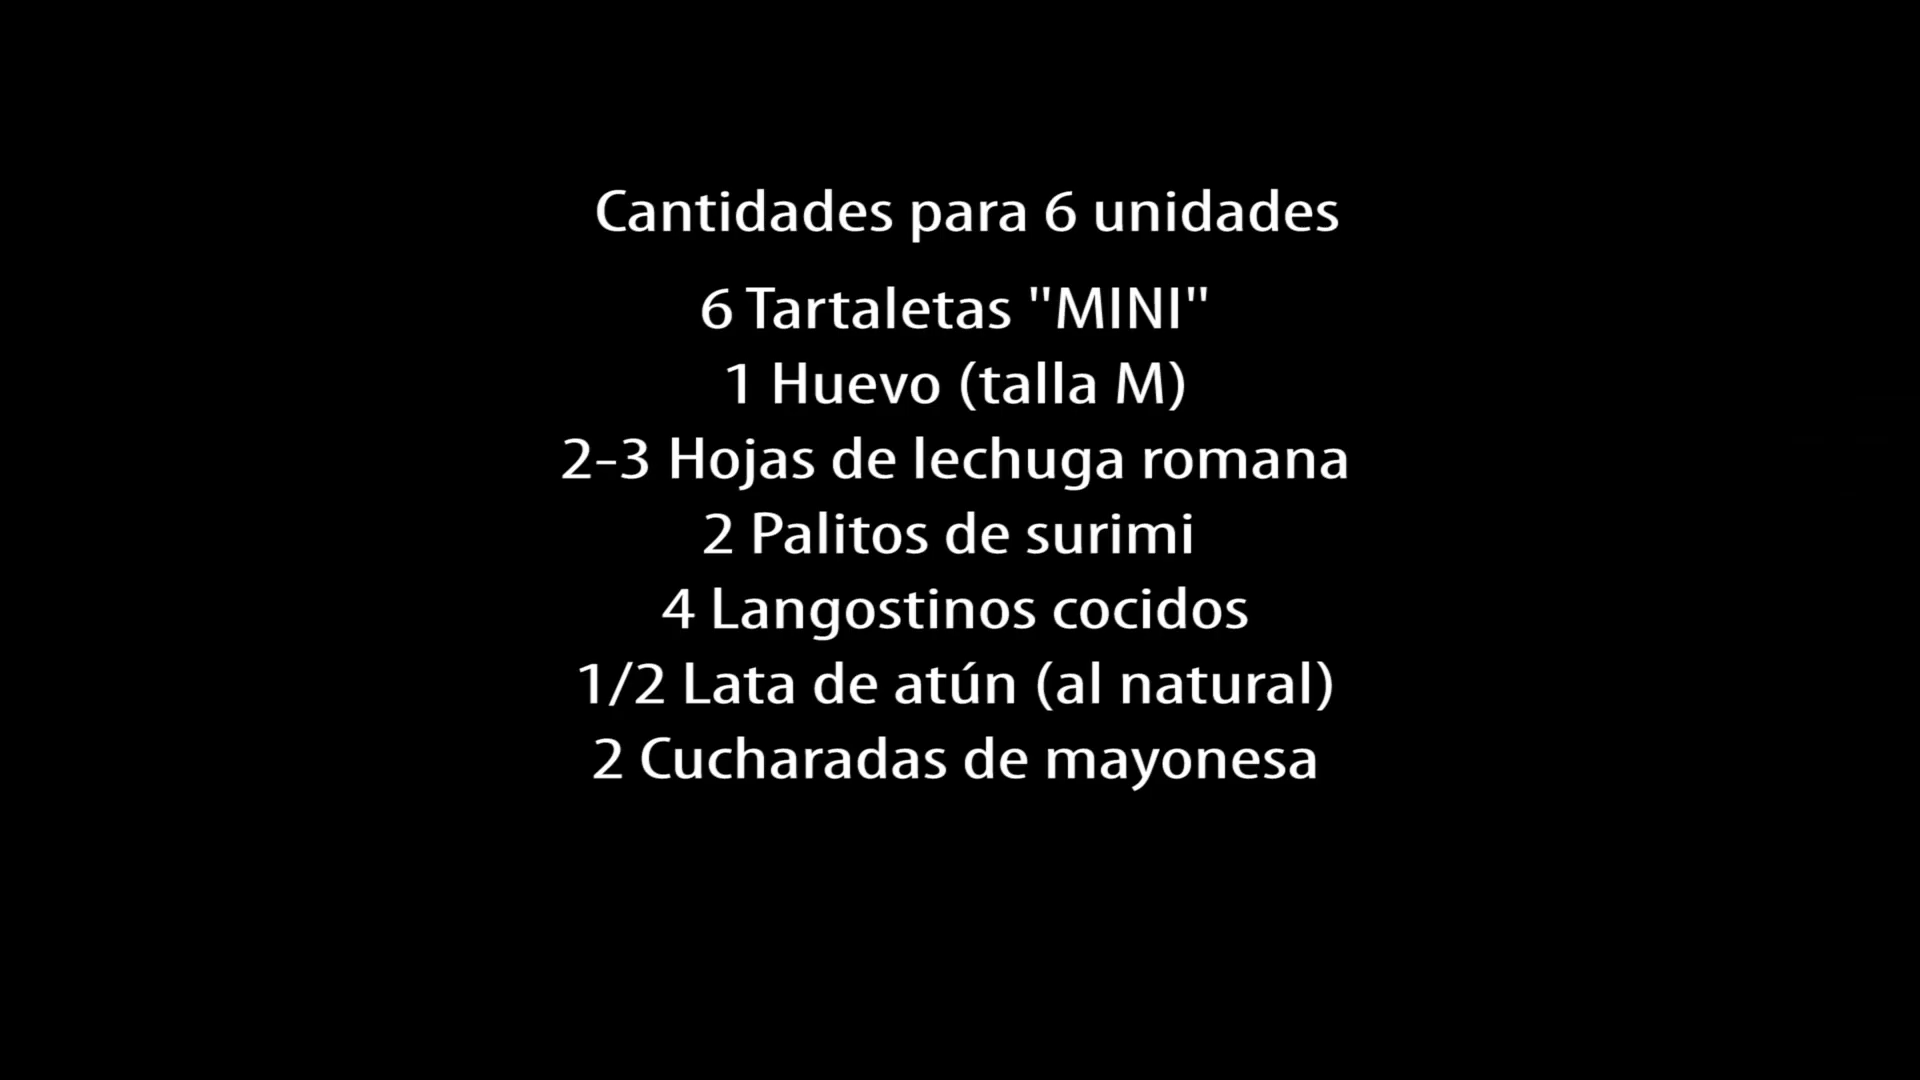 Cantidades para 6 unidades
6 Tartaletas "MINI"
1 Huevo (talla M)
2-3 Hojas de lechuga romana
2 Palitos de surimi
4 Langostinos cocidos
1/2 Lata de atún (al natural)
2 Cucharadas de mayonesa